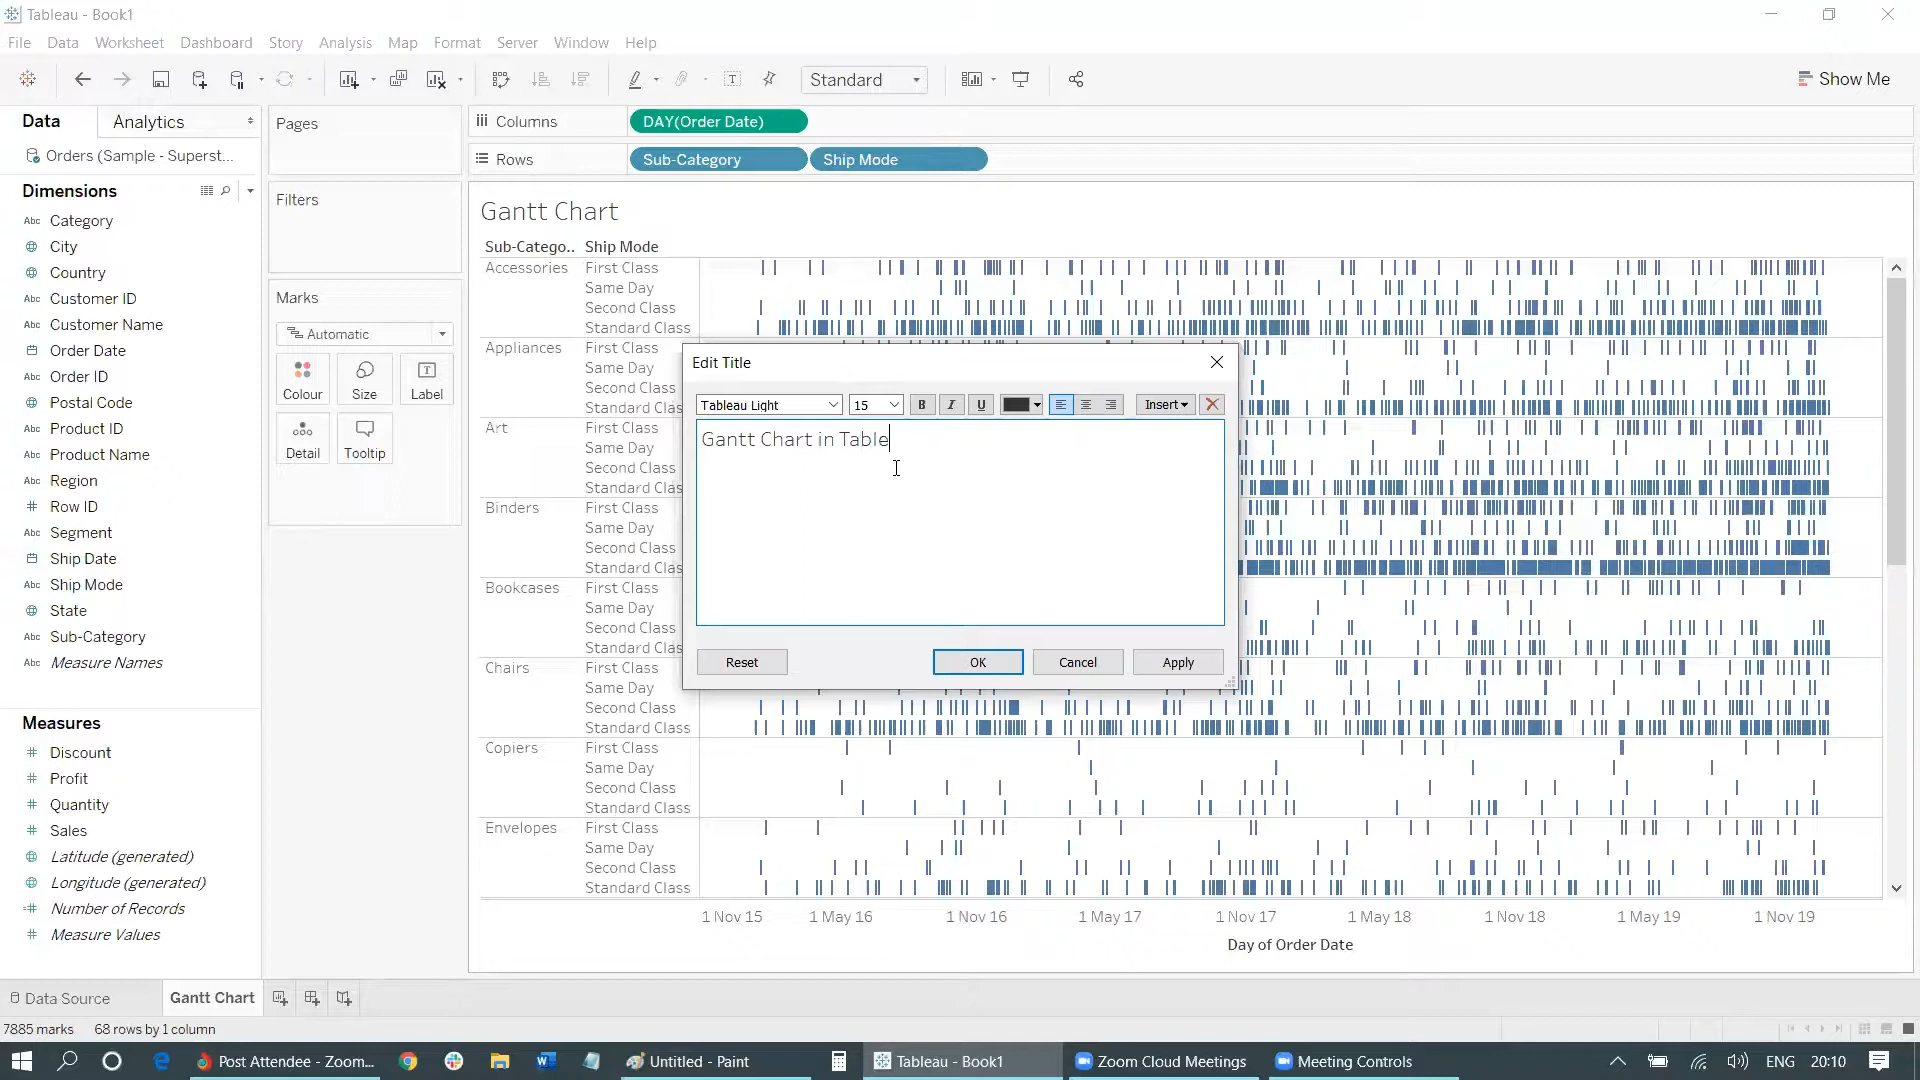 Tableau - Book1
File Data Worksheet Dashboard Story Analysis Map Format Server Window Help
Standard
Show Me
Data Analytics
Orders (Sample - Superst...
Dimensions
Abc Category
City
Country
Abc Customer ID
Abc Customer Name
Order Date
Abc Order ID
Postal Code
Abc Product ID
Abc Product Name
Abc Region
Row ID
Abc Segment
Ship Date
Abc Ship Mode
State
Abc Sub-Category
Abc Measure Names
Measures
Discount
Profit
Quantity
Sales
Latitude (generated)
Longitude (generated)
Number of Records
Measure Values
Pages
Filters
Marks
Automatic
Colour Size Label
Detail Tooltip
Columns DAY(Order Date)
Rows Sub-Category Ship Mode
Gantt Chart
Sub-Catego.. Ship Mode
Accessories First Class
Same Day
Second Class
Standard Class
Appliances First Class
Same Day
Second Class
Standard Clas
Art First Class
Same Day
Second Class
Standard Clas
Binders First Class
Same Day
Second Class
Standard Clas
Bookcases First Class
Same Day
Second Class
Standard Clas
Chairs First Class
Same Day
Second Class
Standard Class
Copiers First Class
Same Day
Second Class
Standard Class
Envelopes First Class
Same Day
Second Class
Standard Class
1 Nov 15 1 May 16 1 Nov 16 1 May 17 1 Nov 17 1 May 18 1 Nov 18 1 May 19 1 Nov 19
Day of Order Date
Edit Title
Tableau Light 15 B I U Insert
Gantt Chart in Table
Reset OK Cancel Apply
Data Source Gantt Chart
7885 marks 68 rows by 1 column
Post Attendee - Zoom... Untitled - Paint Tableau - Book1 Zoom Cloud Meetings Meeting Controls ENG 20:10